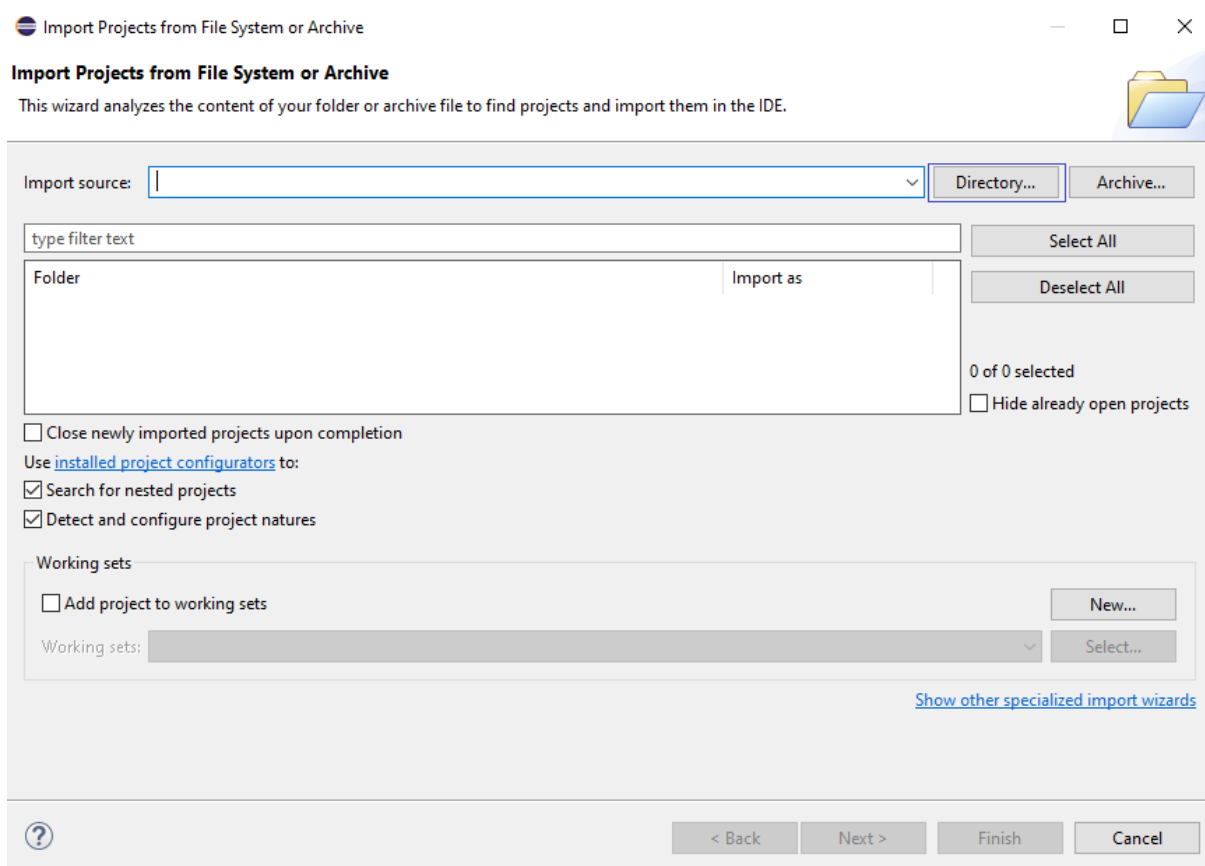 Import Projects from File System or Archive
Import Projects from File System or Archive
This wizard analyzes the content of your folder or archive file to find projects and import them in the IDE.
Import source: Directory... Archive...
type filter text Select All
Folder Import as
Deselect All
0 of 0 selected
Hide already open projects
Close newly imported projects upon completion
Use installed project configurators to:
Search for nested projects
Detect and configure project natures
Working sets
Add project to working sets New...
Working sets: Select...
Show other specialized import wizards
? < Back Next > Finish Cancel